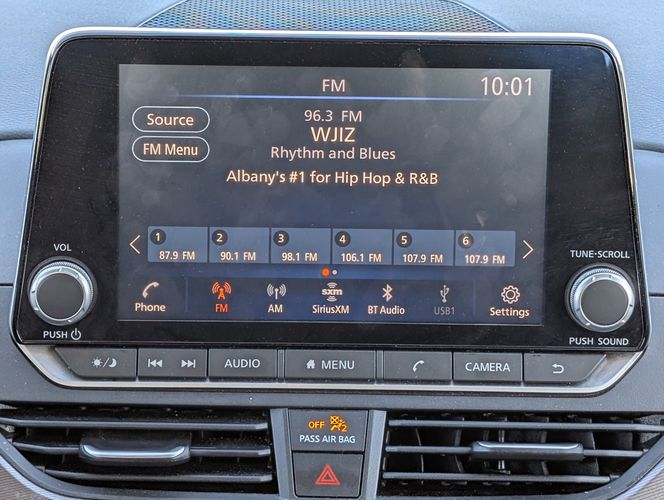 FM 10:01
Source
FM Menu
96.3 FM
WJIZ
Rhythm and Blues
Albany's #1 for Hip Hop & R&B
1 2 3 4 5 6
87.9 FM 90.1 FM 98.1 FM 106.1 FM 107.9 FM 107.9 FM
sxm
Phone FM AM SiriusXM BT Audio USB1 Settings
VOL
PUSH
TUNE·SCROLL
PUSH SOUND
AUDIO MENU CAMERA
OFF 2
PASS AIR BAG